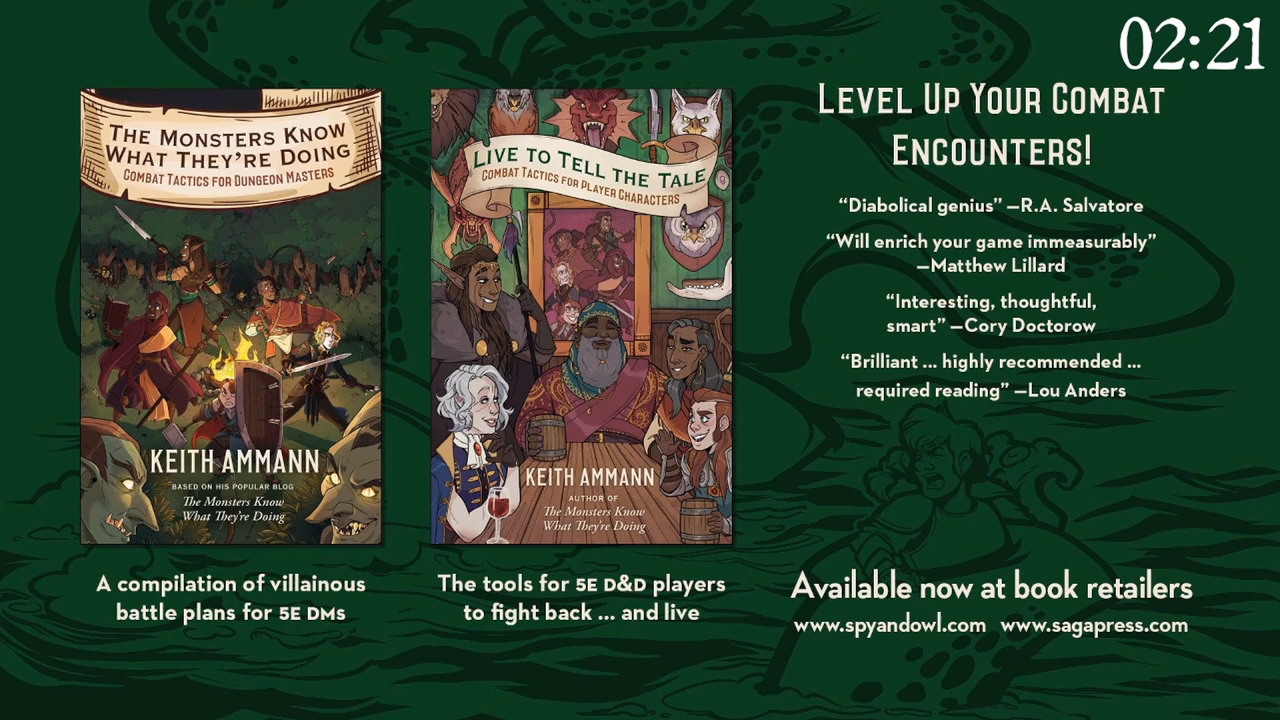 02:21
THE MONSTERS KNOW
WHAT THEY'RE DOING
COMBAT TACTICS FOR DUNGEON MASTERS
KEITH AMMANN
BASED ON HIS POPULAR BLOG
The Monsters Know
What They're Doing
A compilation of villainous
battle plans for 5E DMs
LIVE TO TELL THE TALE
COMBAT TACTICS FOR PLAYER CHARACTERS
KEITH AMMANN
AUTHOR OF
The Monsters Know
What They're Doing
The tools for 5E D&D players
to fight back ... and live
LEVEL UP YOUR COMBAT
ENCOUNTERS!
“Diabolical genius” —R.A. Salvatore
“Will enrich your game immeasurably”
—Matthew Lillard
“Interesting, thoughtful,
smart” —Cory Doctorow
“Brilliant ... highly recommended ...
required reading” —Lou Anders
Available now at book retailers
www.spyandowl.com www.sagapress.com